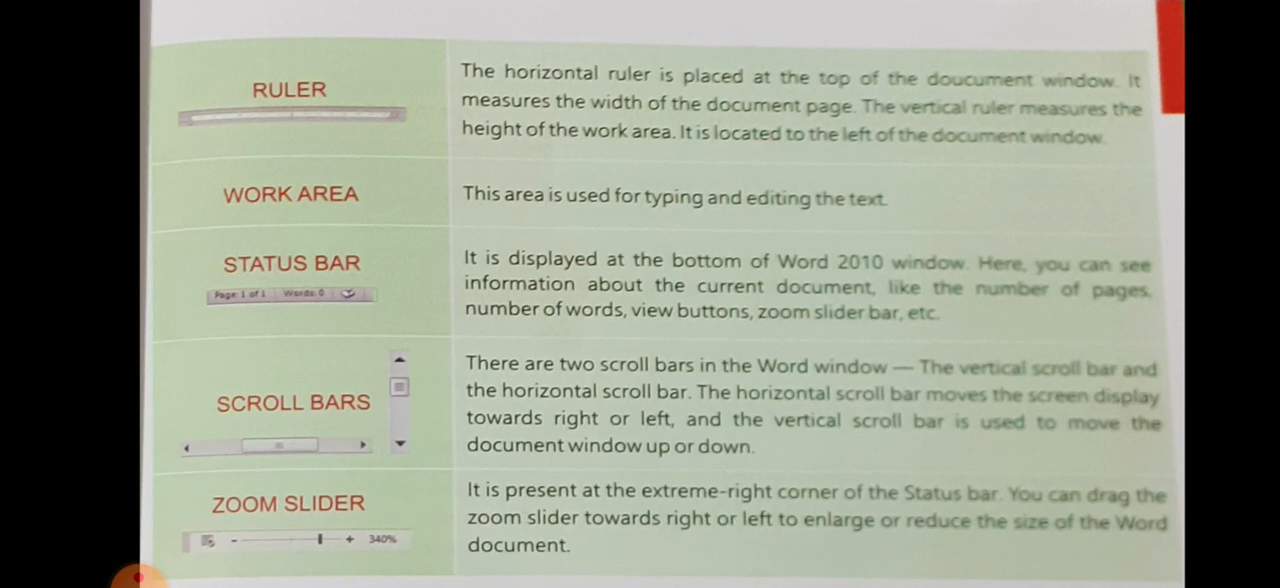 RULER
The horizontal ruler is placed at the top of the doucument window. It
measures the width of the document page. The vertical ruler measures the
height of the work area. It is located to the left of the document window.
WORK AREA
This area is used for typing and editing the text.
STATUS BAR
Page: 1 of 1 Words: 0
It is displayed at the bottom of Word 2010 window. Here, you can see
information about the current document, like the number of pages,
number of words, view buttons, zoom slider bar, etc.
SCROLL BARS
There are two scroll bars in the Word window — The vertical scroll bar and
the horizontal scroll bar. The horizontal scroll bar moves the screen display
towards right or left, and the vertical scroll bar is used to move the
document window up or down.
ZOOM SLIDER
- + 340%
It is present at the extreme-right corner of the Status bar. You can drag the
zoom slider towards right or left to enlarge or reduce the size of the Word
document.